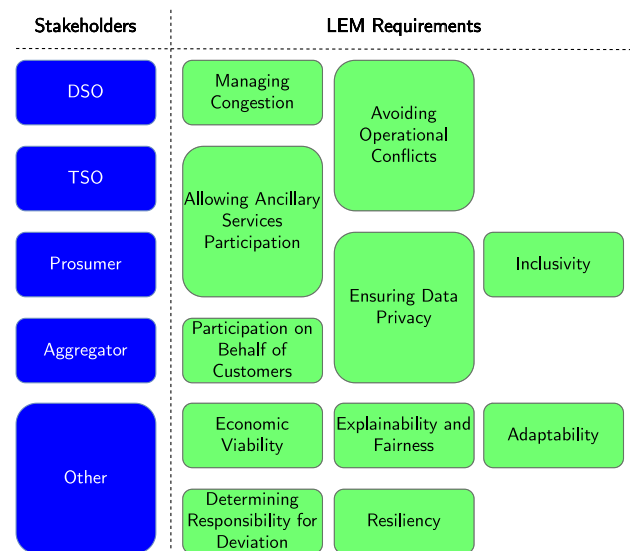 Stakeholders
LEM Requirements
DSO
Managing
Congestion
Avoiding
Operational
Conflicts
TSO
Allowing Ancillary
Services
Participation
Prosumer
Ensuring Data
Privacy
Inclusivity
Aggregator
Participation on
Behalf of
Customers
Other
Economic
Viability
Explainability and
Fairness
Adaptability
Determining
Responsibility for
Deviation
Resiliency